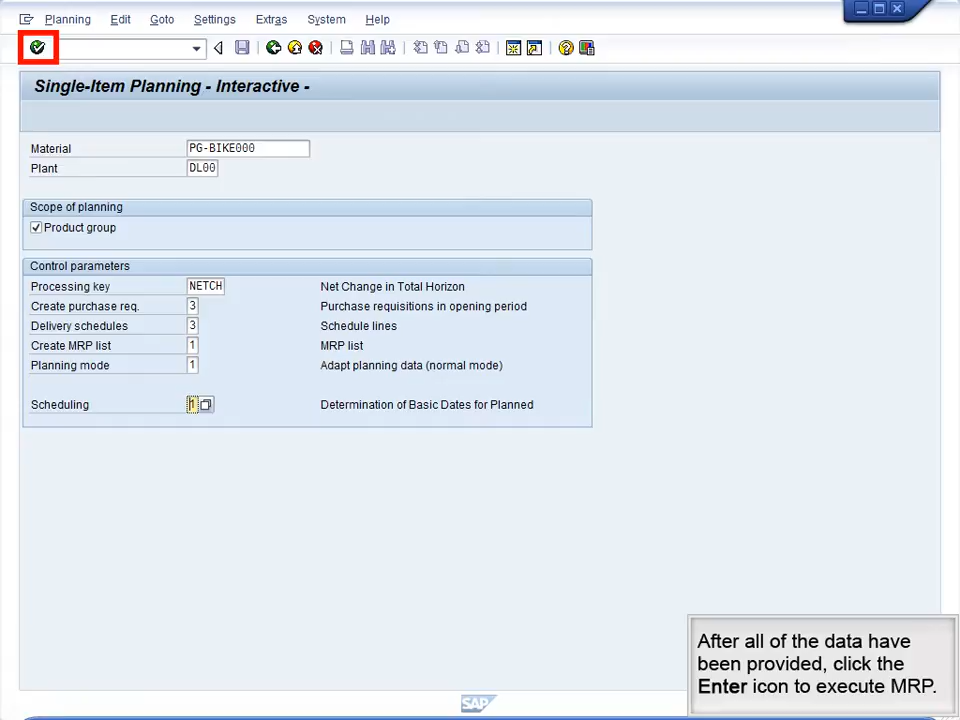 Planning Edit Goto Settings Extras System Help
Single-Item Planning - Interactive -
Material PG-BIKE000
Plant DL00
Scope of planning
Product group
Control parameters
Processing key NETCH Net Change in Total Horizon
Create purchase req. 3 Purchase requisitions in opening period
Delivery schedules 3 Schedule lines
Create MRP list 1 MRP list
Planning mode 1 Adapt planning data (normal mode)
Scheduling 1 Determination of Basic Dates for Planned
After all of the data have
been provided, click the
Enter icon to execute MRP.
SAP